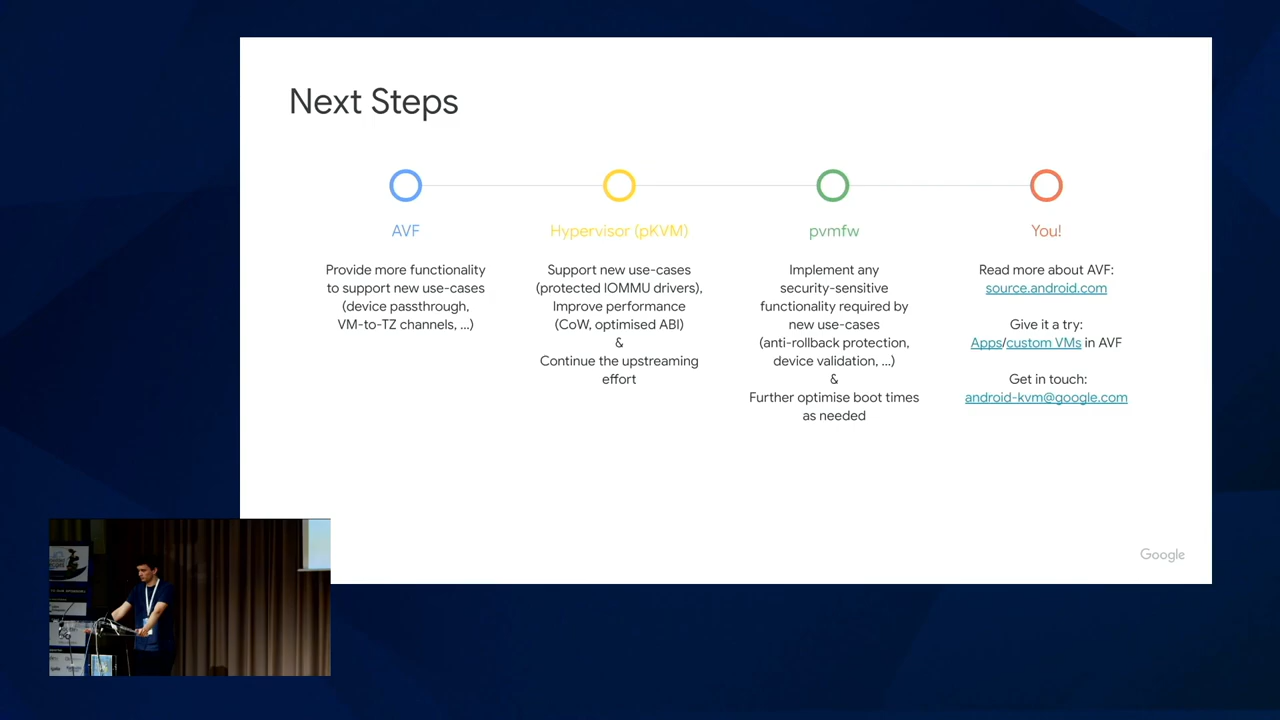 Next Steps
AVF
Provide more functionality
to support new use-cases
(device passthrough,
VM-to-TZ channels, ...)
Hypervisor (pKVM)
Support new use-cases
(protected IOMMU drivers),
Improve performance
(CoW, optimised ABI)
&
Continue the upstreaming
effort
pvmfw
Implement any
security-sensitive
functionality required by
new use-cases
(anti-rollback protection,
device validation, ...)
&
Further optimise boot times
as needed
You!
Read more about AVF:
source.android.com
Give it a try:
Apps/custom VMs in AVF
Get in touch:
android-kvm@google.com
Google